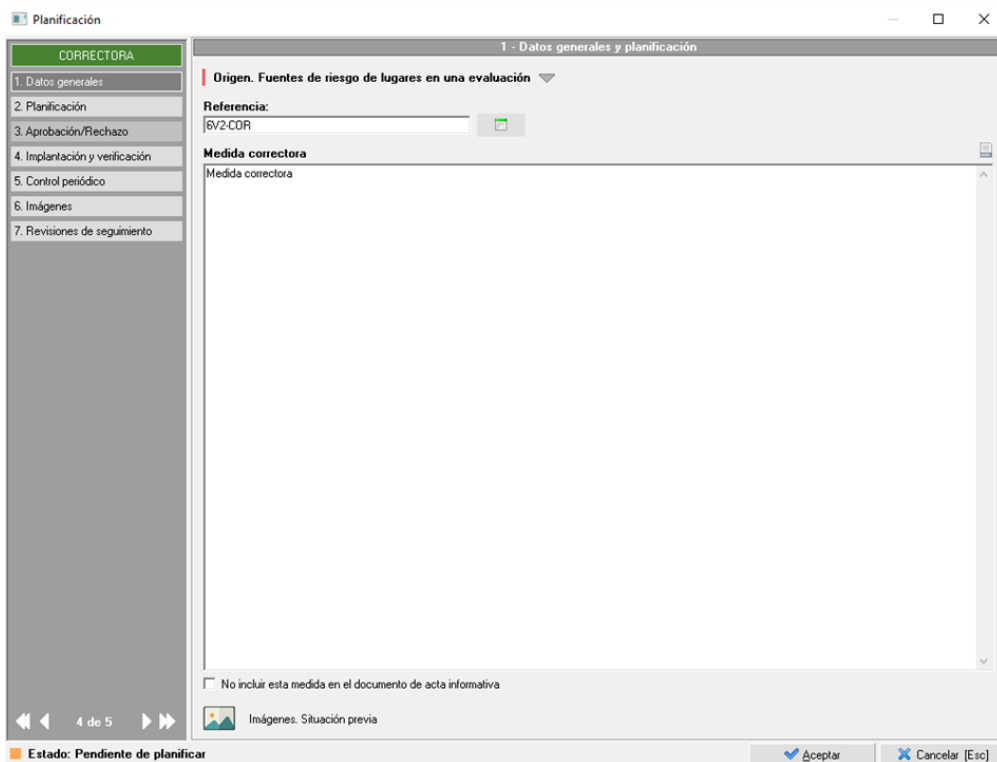 Planificación
CORRECTORA
1. Datos generales
2. Planificación
3. Aprobación/Rechazo
4. Implantación y verificación
5. Control periódico
6. Imágenes
7. Revisiones de seguimiento
4 de 5
1 - Datos generales y planificación
Origen. Fuentes de riesgo de lugares en una evaluación
Referencia:
6V2-COR
Medida correctora
Medida correctora
No incluir esta medida en el documento de acta informativa
Imágenes. Situación previa
Estado: Pendiente de planificar
Aceptar
Cancelar [Esc]